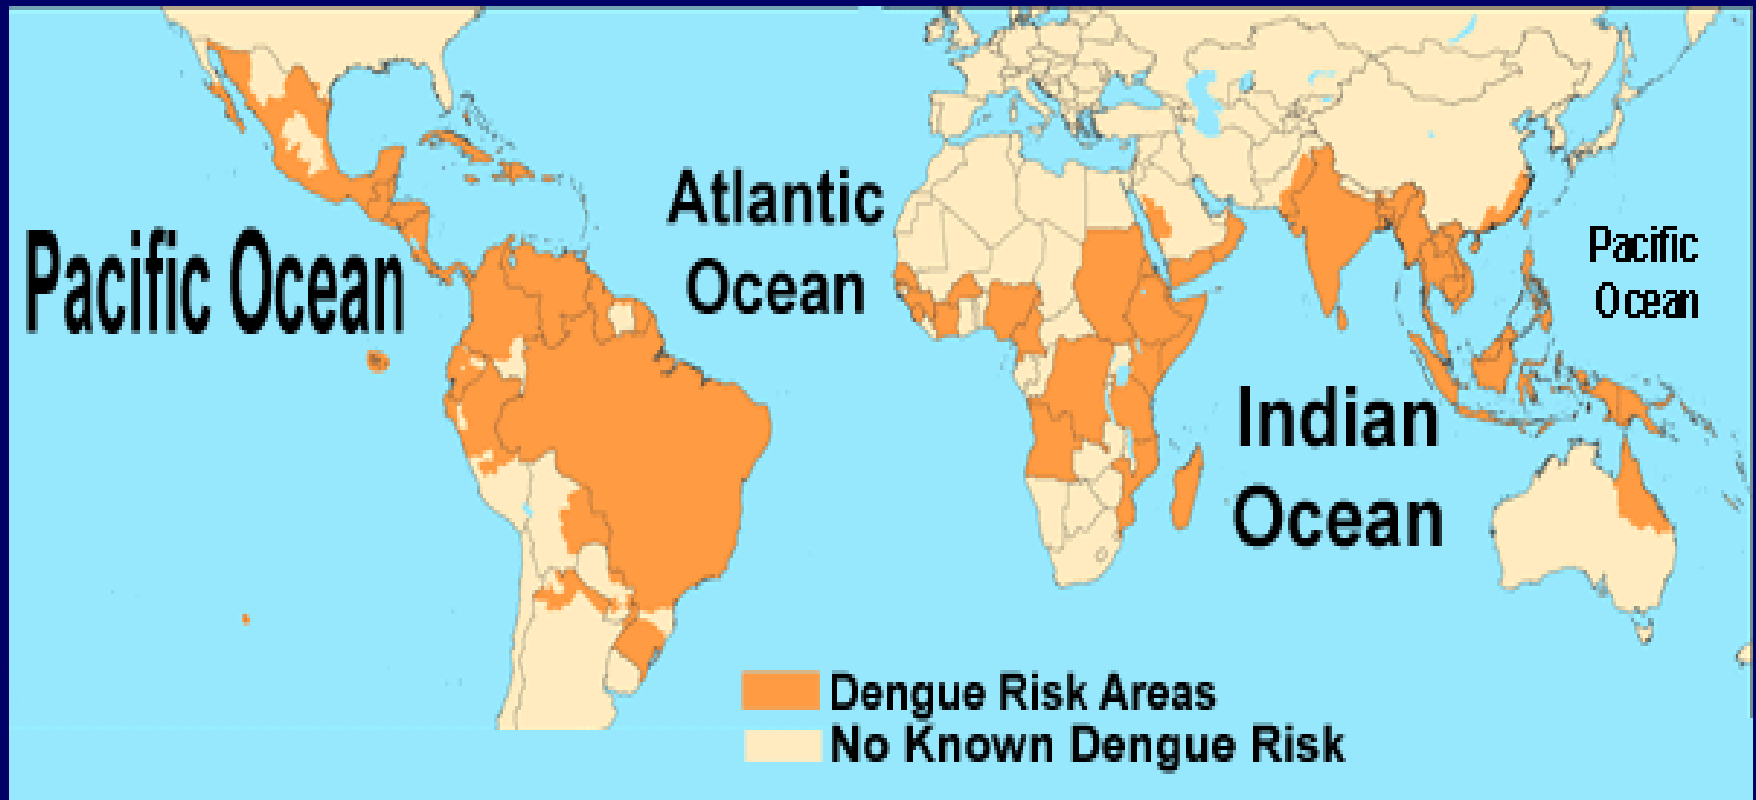 Pacific Ocean
Atlantic
Ocean
Indian
Ocean
Pacific
Ocean
Dengue Risk Areas
No Known Dengue Risk